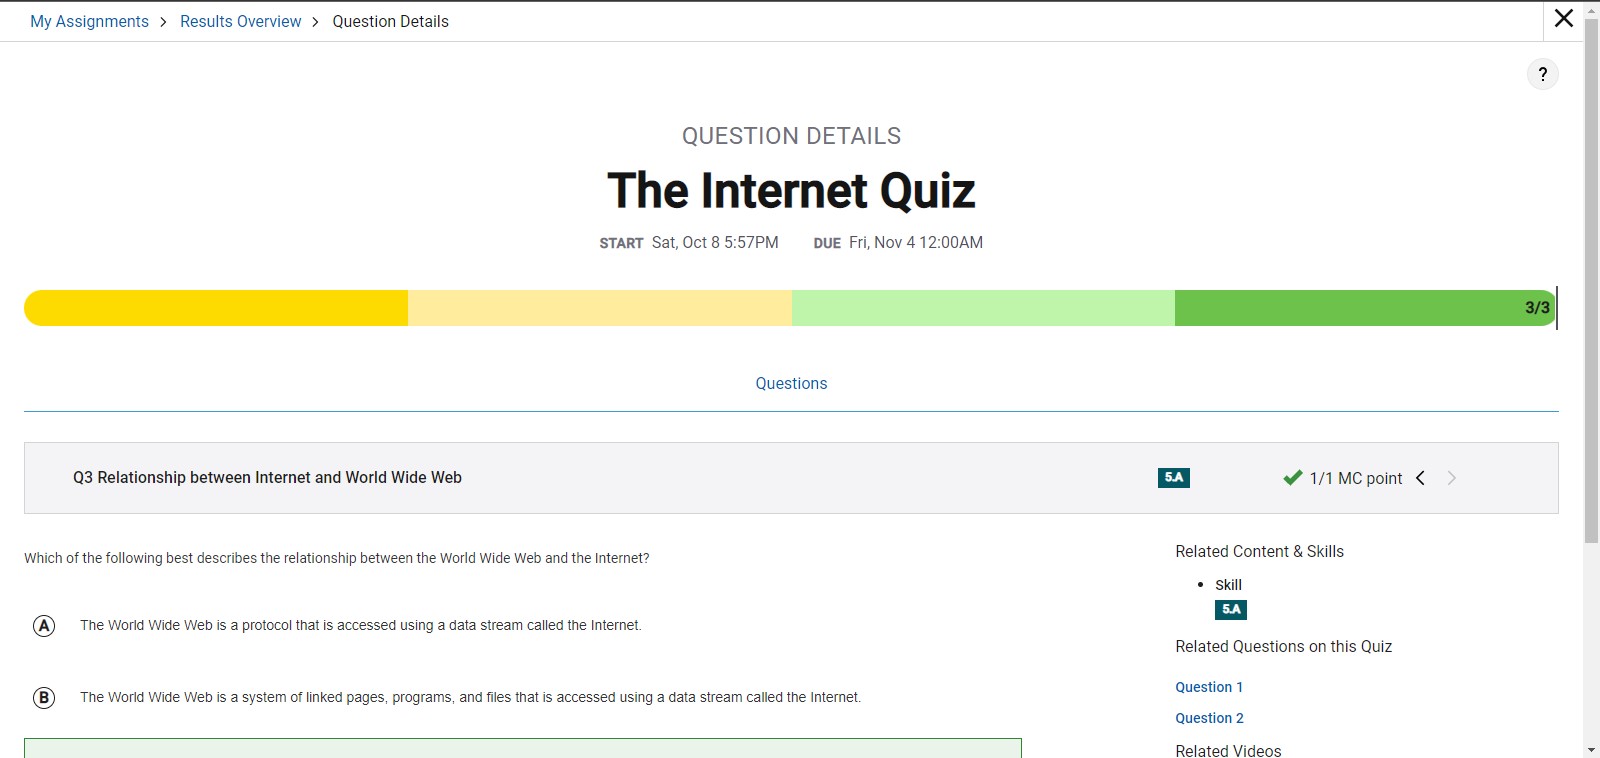 My Assignments > Results Overview > Question Details
?
QUESTION DETAILS
The Internet Quiz
START Sat, Oct 8 5:57PM DUE Fri, Nov 4 12:00AM
3/3
Questions
Q3 Relationship between Internet and World Wide Web 5.A 1/1 MC point
Which of the following best describes the relationship between the World Wide Web and the Internet?
A The World Wide Web is a protocol that is accessed using a data stream called the Internet.
B The World Wide Web is a system of linked pages, programs, and files that is accessed using a data stream called the Internet.
Related Content & Skills
• Skill
5.A
Related Questions on this Quiz
Question 1
Question 2
Related Videos